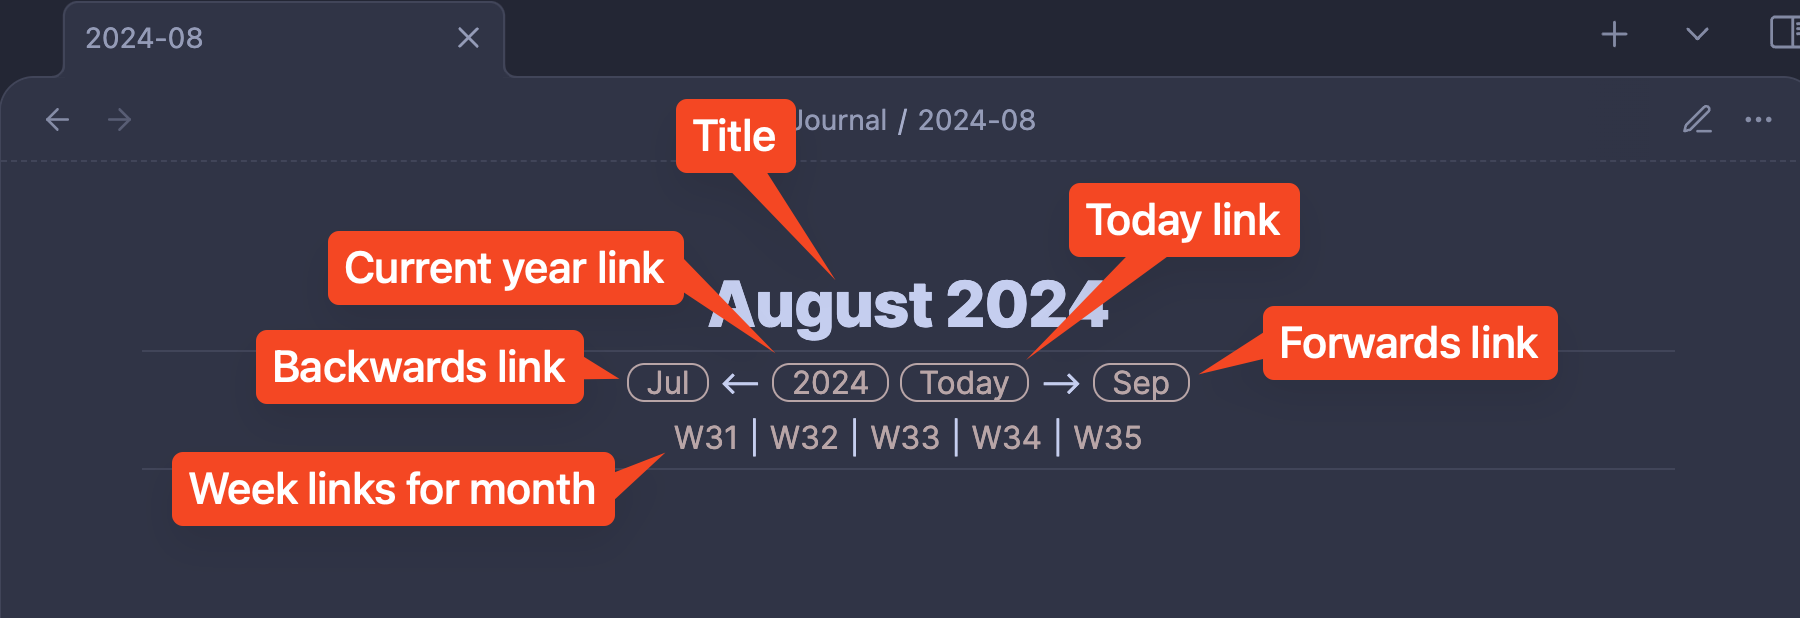 2024-08
Journal / 2024-08
Title
Today link
Current year link
August 2024
Forwards link
Backwards link
Jul ← 2024 Today → Sep
W31 | W32 | W33 | W34 | W35
Week links for month